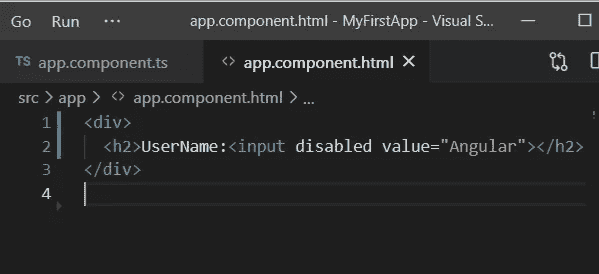 Go Run app.component.html - MyFirstApp - Visual S...
TS app.component.ts <> app.component.html
src > app > <> app.component.html > ...
1 <div>
2 <h2>UserName:<input disabled value="Angular"></h2>
3 </div>
4